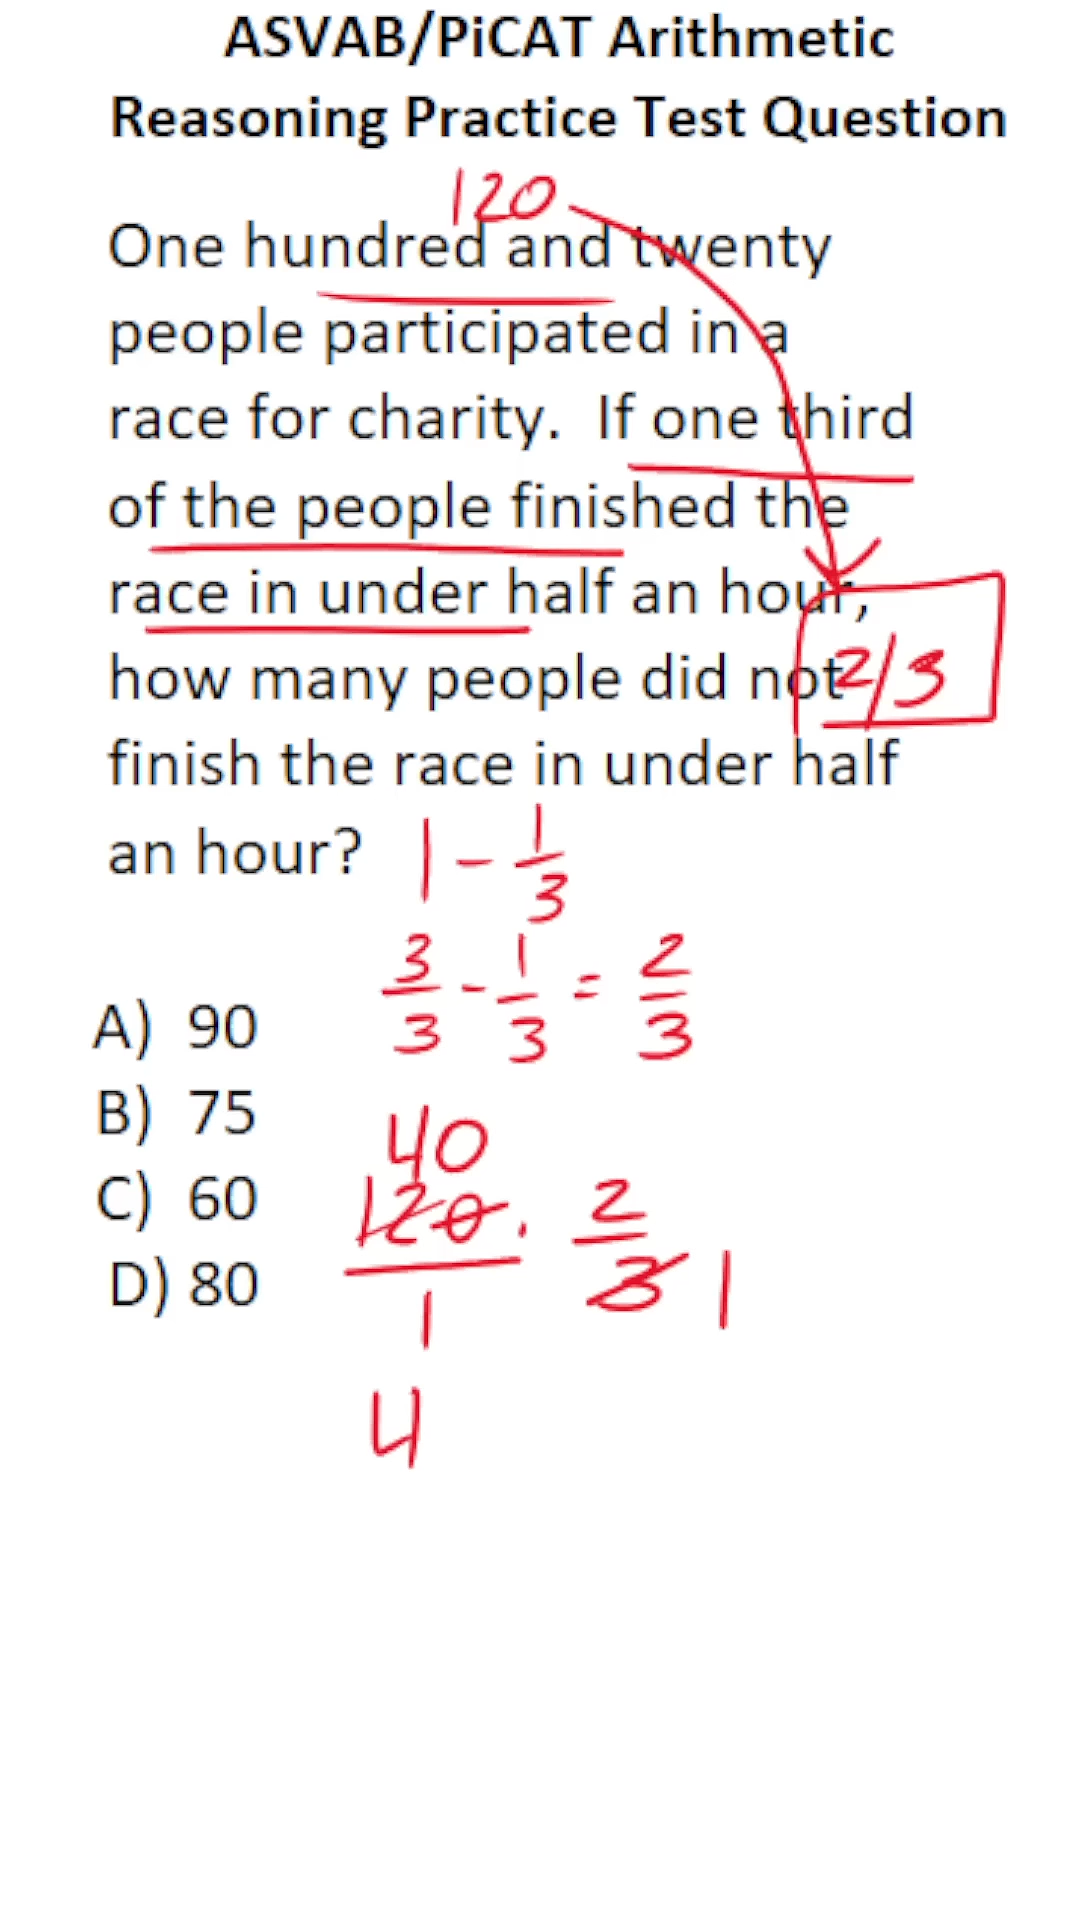 ASVAB/PiCAT Arithmetic
Reasoning Practice Test Question
120
One hundred and twenty
people participated in a
race for charity. If one third
of the people finished the
race in under half an hour,
how many people did not 2/3
finish the race in under half
an hour? 1 - 1/3
3/3 - 1/3 = 2/3
A) 90
B) 75
C) 60
D) 80
40
120/1 · 2/3 1
4